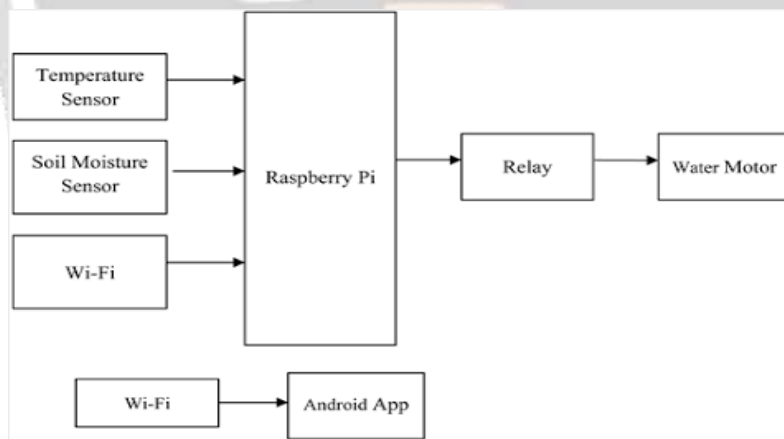 Temperature
Sensor
Soil Moisture
Sensor
Wi-Fi
Raspberry Pi
Relay
Water Motor
Wi-Fi
Android App